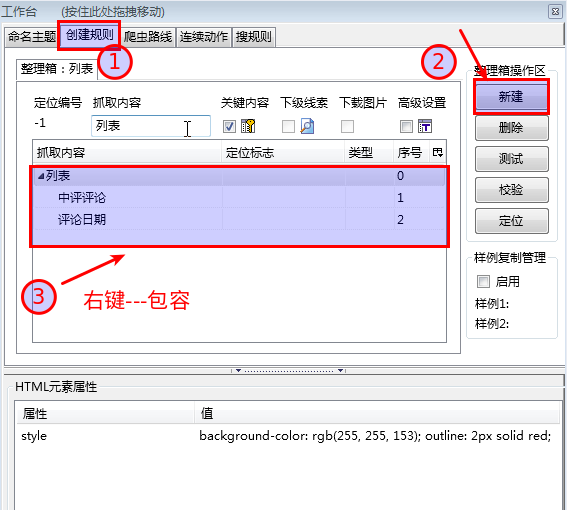 工作台 (按住此处拖拽移动)
命名主题 创建规则 爬虫路线 连续动作 搜规则
1
2
整理箱：列表
整理箱操作区
定位编号 抓取内容 关键内容 下级线索 下载图片 高级设置
-1 列表
新建
删除
测试
校验
定位
抓取内容 定位标志 类型 序号
列表 0
中评评论 1
评论日期 2
3
右键---包容
样例复制管理
启用
样例1:
样例2:
HTML元素属性
属性 值
style background-color: rgb(255, 255, 153); outline: 2px solid red;